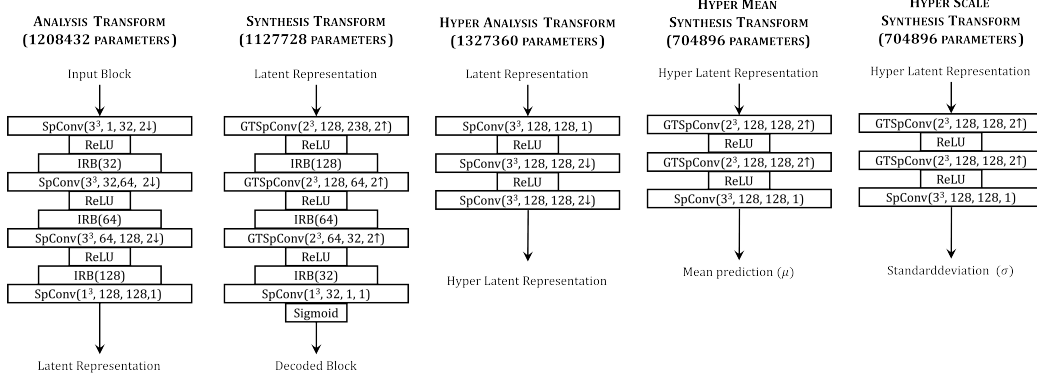 ANALYSIS TRANSFORM
(1208432 PARAMETERS)
Input Block
SpConv(3³, 1, 32, 2↓)
ReLU
IRB(32)
SpConv(3³, 32,64, 2↓)
ReLU
IRB(64)
SpConv(3³, 64, 128, 2↓)
ReLU
IRB(128)
SpConv(1³, 128, 128,1)
Latent Representation
SYNTHESIS TRANSFORM
(1127728 PARAMETERS)
Latent Representation
GTSpConv(2³, 128, 238, 2↑)
ReLU
IRB(128)
GTSpConv(2³, 128, 64, 2↑)
ReLU
IRB(64)
GTSpConv(2³, 64, 32, 2↑)
ReLU
IRB(32)
SpConv(1³, 32, 1, 1)
Sigmoid
Decoded Block
HYPER ANALYSIS TRANSFORM
(1327360 PARAMETERS)
Latent Representation
SpConv(3³, 128, 128, 1)
ReLU
SpConv(3³, 128, 128, 2↓)
ReLU
SpConv(3³, 128, 128, 2↓)
Hyper Latent Representation
HYPER MEAN
SYNTHESIS TRANSFORM
(704896 PARAMETERS)
Hyper Latent Representation
GTSpConv(2³, 128, 128, 2↑)
ReLU
GTSpConv(2³, 128, 128, 2↑)
ReLU
SpConv(3³, 128, 128, 1)
Mean prediction (μ)
HYPER SCALE
SYNTHESIS TRANSFORM
(704896 PARAMETERS)
Hyper Latent Representation
GTSpConv(2³, 128, 128, 2↑)
ReLU
GTSpConv(2³, 128, 128, 2↑)
ReLU
SpConv(3³, 128, 128, 1)
Standarddeviation (σ)